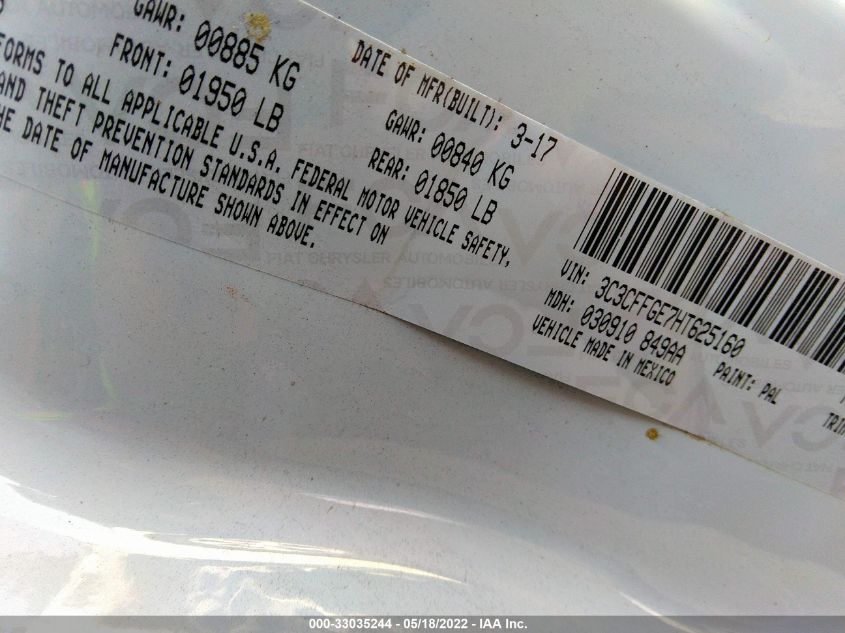 GAWR: 00885 KG
FRONT: 01950 LB
FORMS TO ALL APPLICABLE U.S.A. FEDERAL MOTOR VEHICLE SAFETY,
AND THEFT PREVENTION STANDARDS IN EFFECT ON
THE DATE OF MANUFACTURE SHOWN ABOVE.
DATE OF MFR(BUILT): 3-17
GAWR: 00840 KG
REAR: 01850 LB
VIN: 3C3CFFGE7HT625160
MDH: 030910 849AA PAINT: PAL
VEHICLE MADE IN MEXICO
FIAT CHRYSLER AUTOMOBILES
000-33035244 - 05/18/2022 - IAA Inc.